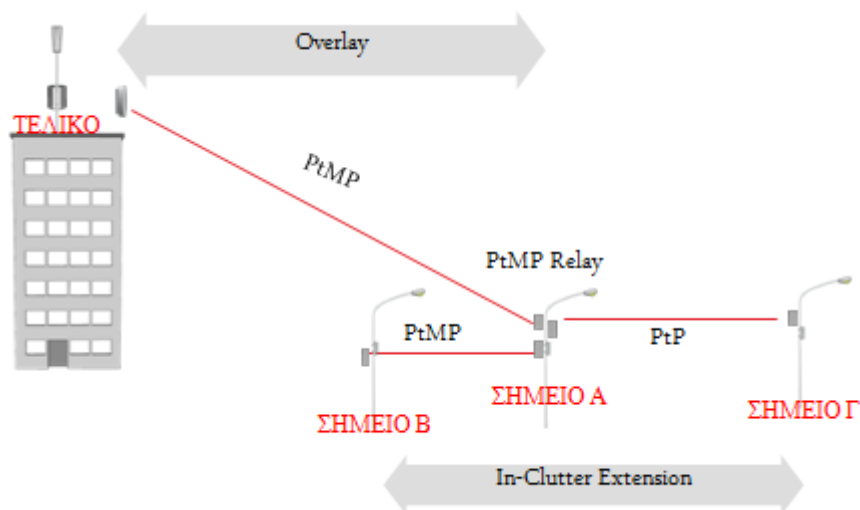 Overlay
ΤΕΛΙΚΟ
PtMP
PtMP Relay
PtMP
PtP
ΣΗΜΕΙΟ Β
ΣΗΜΕΙΟ Α
ΣΗΜΕΙΟ Γ
In-Clutter Extension